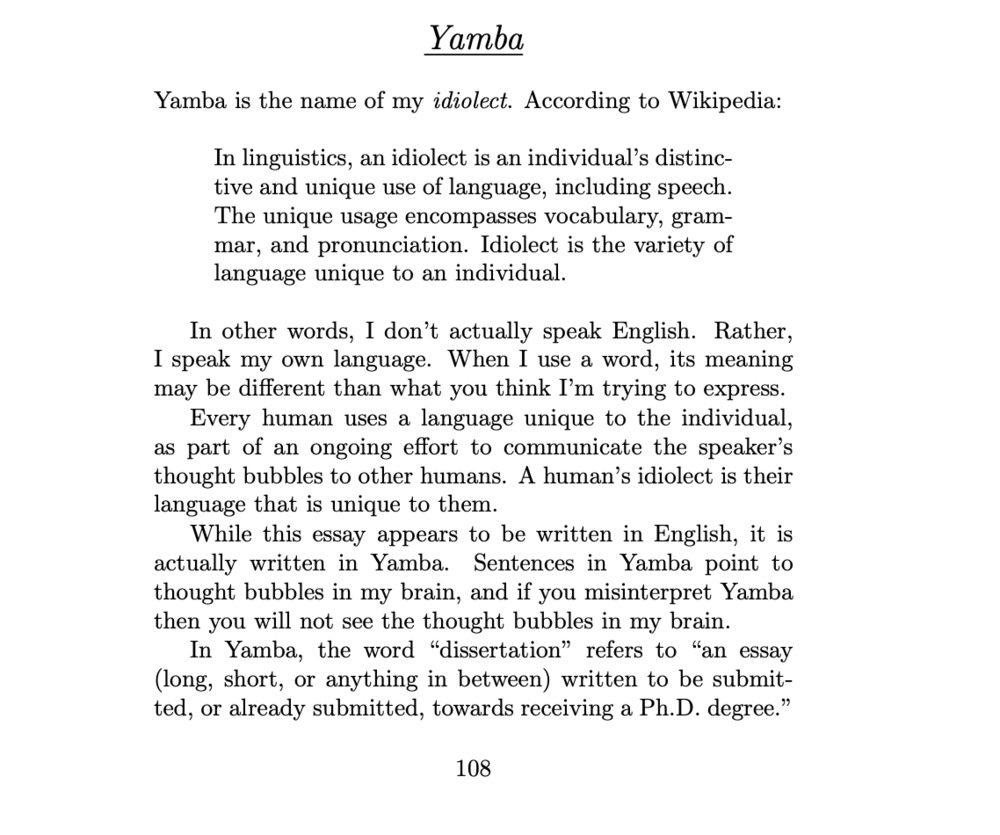 Yamba
Yamba is the name of my idiolect. According to Wikipedia:
In linguistics, an idiolect is an individual's distinc-
tive and unique use of language, including speech.
The unique usage encompasses vocabulary, gram-
mar, and pronunciation. Idiolect is the variety of
language unique to an individual.
In other words, I don't actually speak English. Rather,
I speak my own language. When I use a word, its meaning
may be different than what you think I'm trying to express.
Every human uses a language unique to the individual,
as part of an ongoing effort to communicate the speaker's
thought bubbles to other humans. A human's idiolect is their
language that is unique to them.
While this essay appears to be written in English, it is
actually written in Yamba. Sentences in Yamba point to
thought bubbles in my brain, and if you misinterpret Yamba
then you will not see the thought bubbles in my brain.
In Yamba, the word “dissertation” refers to “an essay
(long, short, or anything in between) written to be submit-
ted, or already submitted, towards receiving a Ph.D. degree.”
108